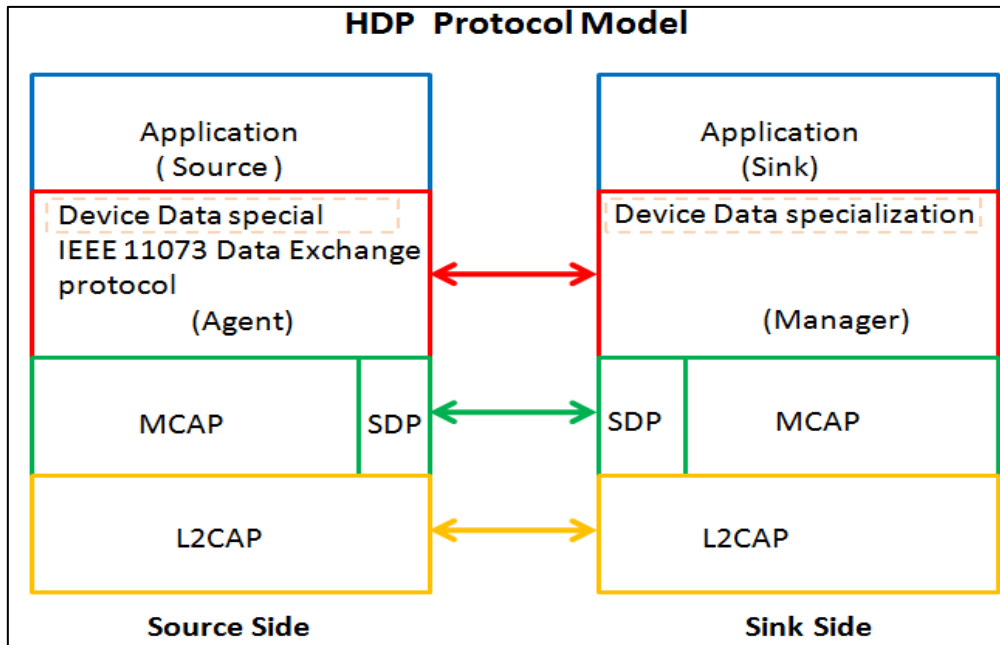 HDP Protocol Model
Application
( Source )
Device Data special
IEEE 11073 Data Exchange
protocol
(Agent)
MCAP
SDP
L2CAP
Source Side
Application
(Sink)
Device Data specialization
(Manager)
SDP
MCAP
L2CAP
Sink Side